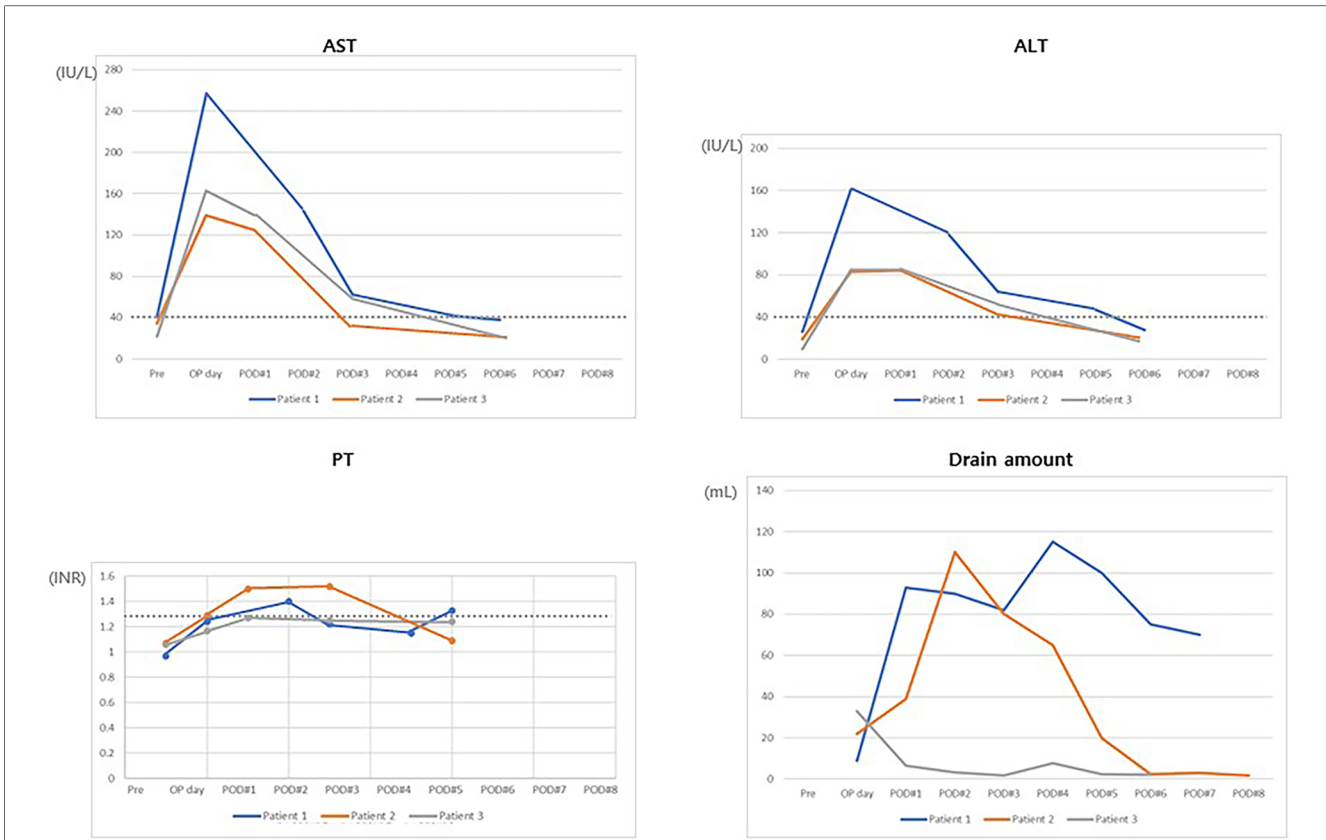 AST
(IU/L)
280
240
200
160
120
80
40
0
Pre OP day POD#1 POD#2 POD#3 POD#4 POD#5 POD#6 POD#7 POD#8
Patient 1 Patient 2 Patient 3
ALT
(IU/L)
200
160
120
80
40
0
Pre OP day POD#1 POD#2 POD#3 POD#4 POD#5 POD#6 POD#7 POD#8
Patient 1 Patient 2 Patient 3
PT
(INR)
1.6
1.4
1.2
1
0.8
0.6
0.4
0.2
0
Pre OP day POD#1 POD#2 POD#3 POD#4 POD#5 POD#6 POD#7 POD#8
Patient 1 Patient 2 Patient 3
Drain amount
(mL)
140
120
100
80
60
40
20
0
Pre OP day POD#1 POD#2 POD#3 POD#4 POD#5 POD#6 POD#7 POD#8
Patient 1 Patient 2 Patient 3